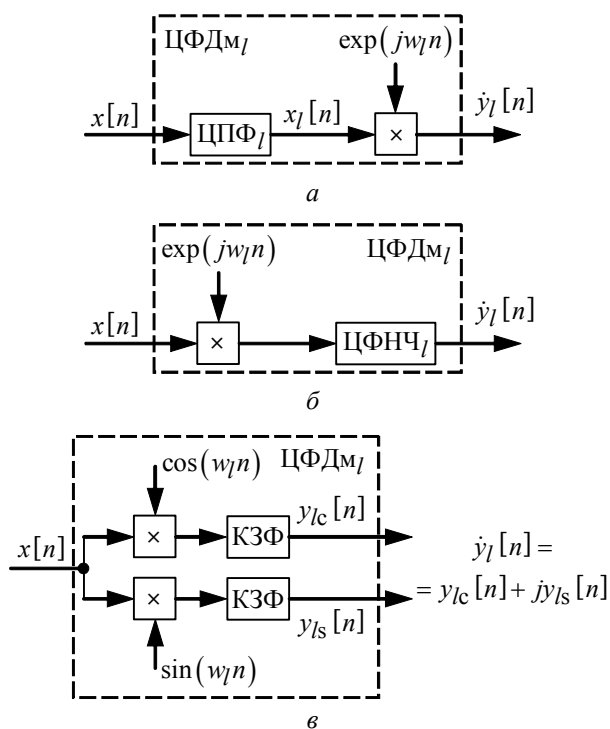 ЦФДм_l
exp(jw_l n)
x[n]
ЦПФ_l
x_l[n]
×
ẏ_l[n]
а
exp(jw_l n)
ЦФДм_l
x[n]
×
ЦФНЧ_l
ẏ_l[n]
б
cos(w_l n)
ЦФДм_l
x[n]
×
КЗФ
y_lc[n]
×
КЗФ
y_ls[n]
sin(w_l n)
ẏ_l[n] =
= y_lc[n] + jy_ls[n]
в